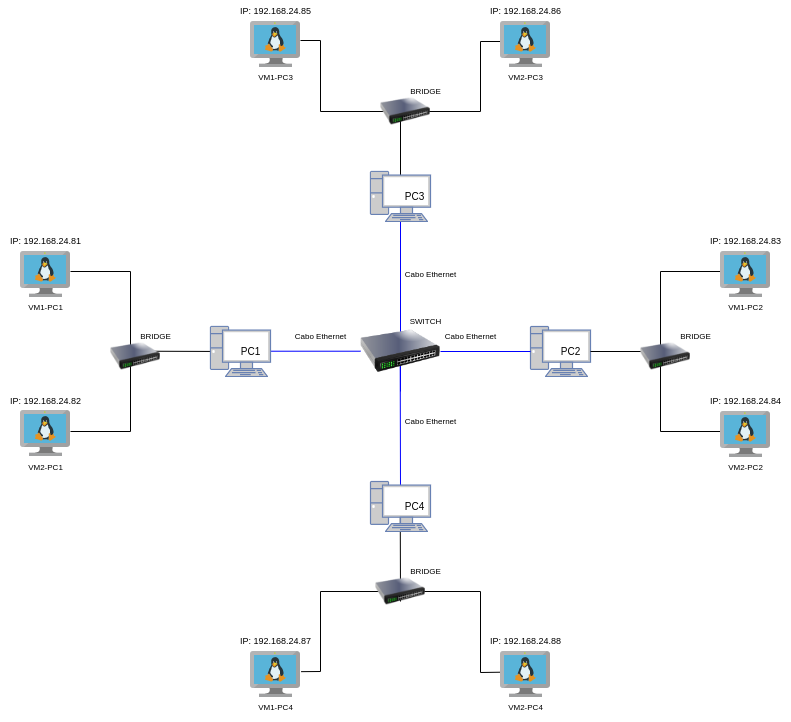 IP: 192.168.24.85
IP: 192.168.24.86
VM1-PC3
VM2-PC3
BRIDGE
PC3
IP: 192.168.24.81
IP: 192.168.24.83
Cabo Ethernet
VM1-PC1
VM1-PC2
SWITCH
BRIDGE
Cabo Ethernet
Cabo Ethernet
BRIDGE
PC1
PC2
IP: 192.168.24.82
IP: 192.168.24.84
Cabo Ethernet
VM2-PC1
VM2-PC2
PC4
BRIDGE
IP: 192.168.24.87
IP: 192.168.24.88
VM1-PC4
VM2-PC4